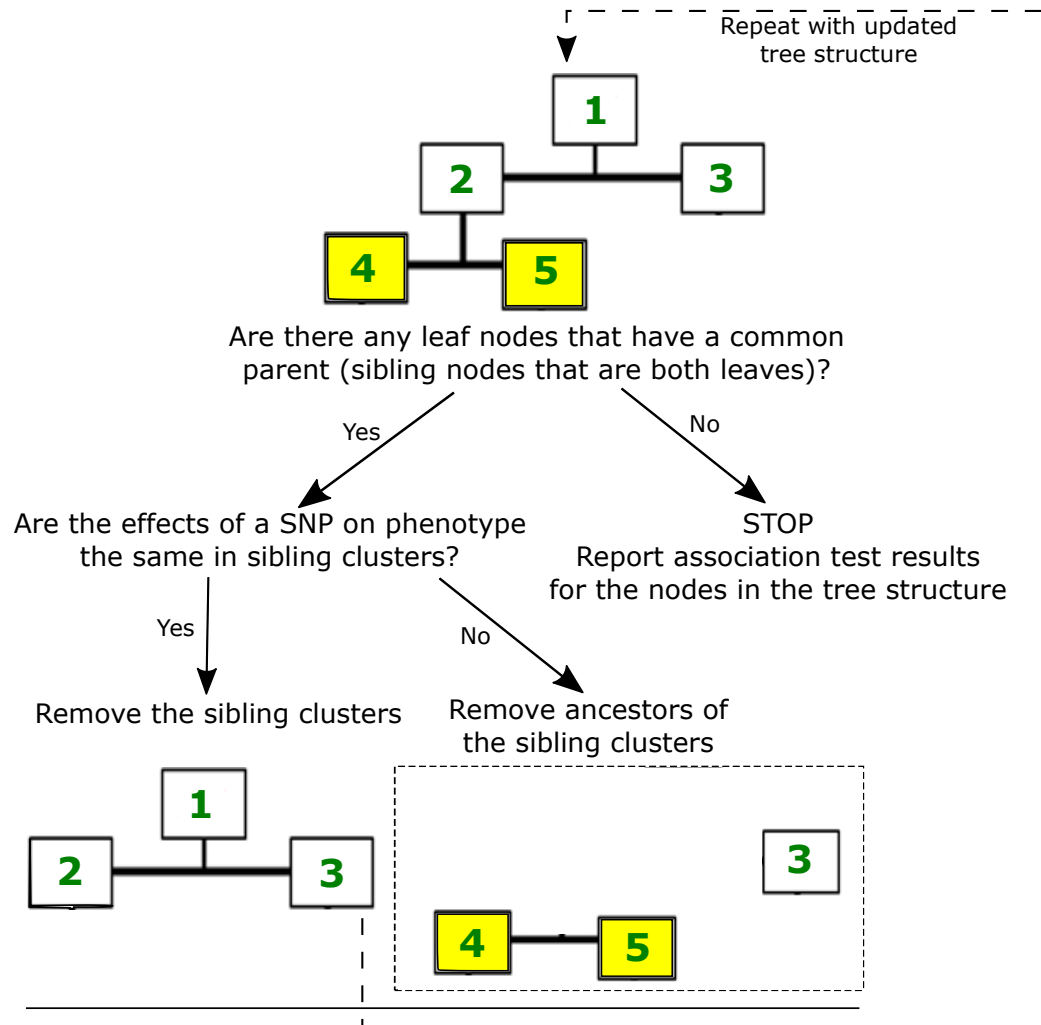 Repeat with updated
tree structure
1
2
3
4
5
Are there any leaf nodes that have a common
parent (sibling nodes that are both leaves)?
Yes
No
Are the effects of a SNP on phenotype
the same in sibling clusters?
STOP
Report association test results
for the nodes in the tree structure
Yes
No
Remove the sibling clusters
Remove ancestors of
the sibling clusters
1
2
3
3
4
5